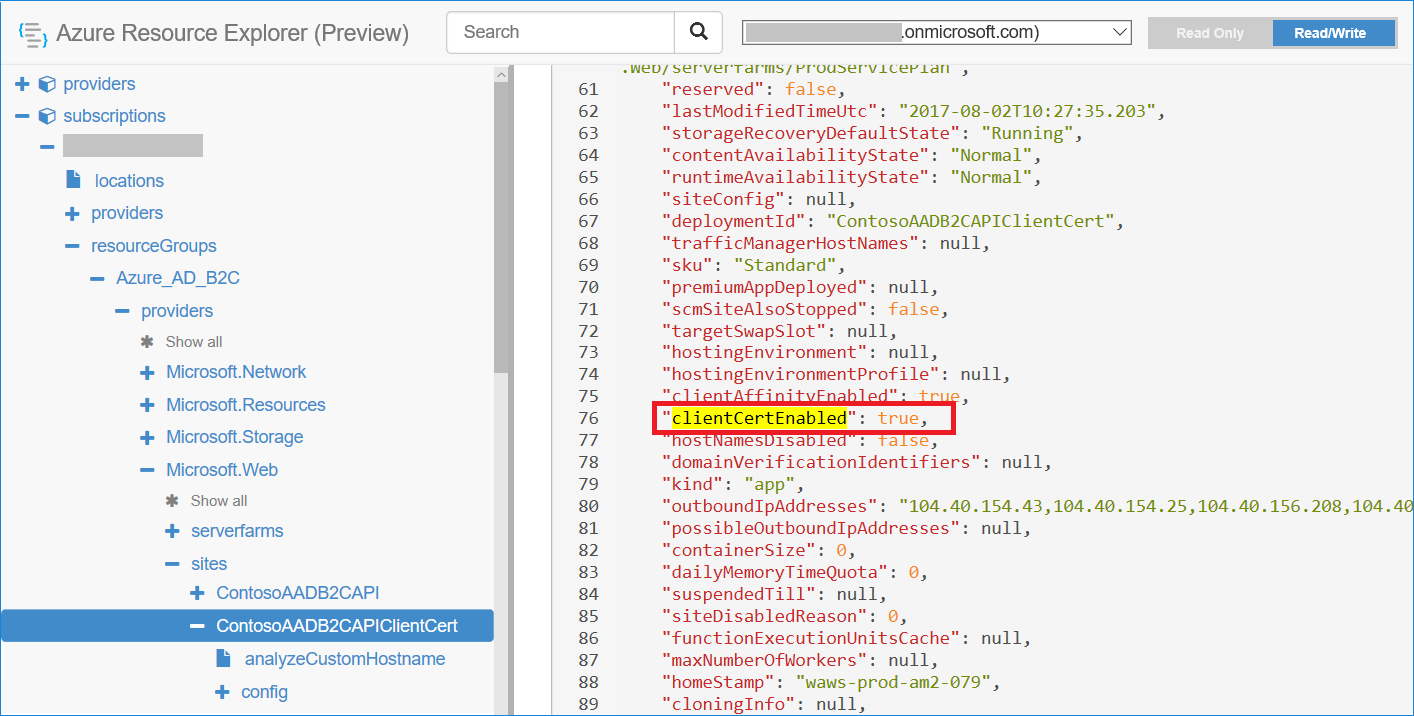 Azure Resource Explorer (Preview)
Search
.onmicrosoft.com)
Read Only
Read/Write
providers
subscriptions
locations
providers
resourceGroups
Azure_AD_B2C
providers
Show all
Microsoft.Network
Microsoft.Resources
Microsoft.Storage
Microsoft.Web
Show all
serverfarms
sites
ContosoAADB2CAPI
ContosoAADB2CAPIClientCert
analyzeCustomHostname
config
.Web/serverfarms/ProdServicePlan",
61 "reserved": false,
62 "lastModifiedTimeUtc": "2017-08-02T10:27:35.203",
63 "storageRecoveryDefaultState": "Running",
64 "contentAvailabilityState": "Normal",
65 "runtimeAvailabilityState": "Normal",
66 "siteConfig": null,
67 "deploymentId": "ContosoAADB2CAPIClientCert",
68 "trafficManagerHostNames": null,
69 "sku": "Standard",
70 "premiumAppDeployed": null,
71 "scmSiteAlsoStopped": false,
72 "targetSwapSlot": null,
73 "hostingEnvironment": null,
74 "hostingEnvironmentProfile": null,
75 "clientAffinityEnabled": true,
76 "clientCertEnabled": true,
77 "hostNamesDisabled": false,
78 "domainVerificationIdentifiers": null,
79 "kind": "app",
80 "outboundIpAddresses": "104.40.154.43,104.40.154.25,104.40.156.208,104.40
81 "possibleOutboundIpAddresses": null,
82 "containerSize": 0,
83 "dailyMemoryTimeQuota": 0,
84 "suspendedTill": null,
85 "siteDisabledReason": 0,
86 "functionExecutionUnitsCache": null,
87 "maxNumberOfWorkers": null,
88 "homeStamp": "waws-prod-am2-079",
89 "cloningInfo": null,